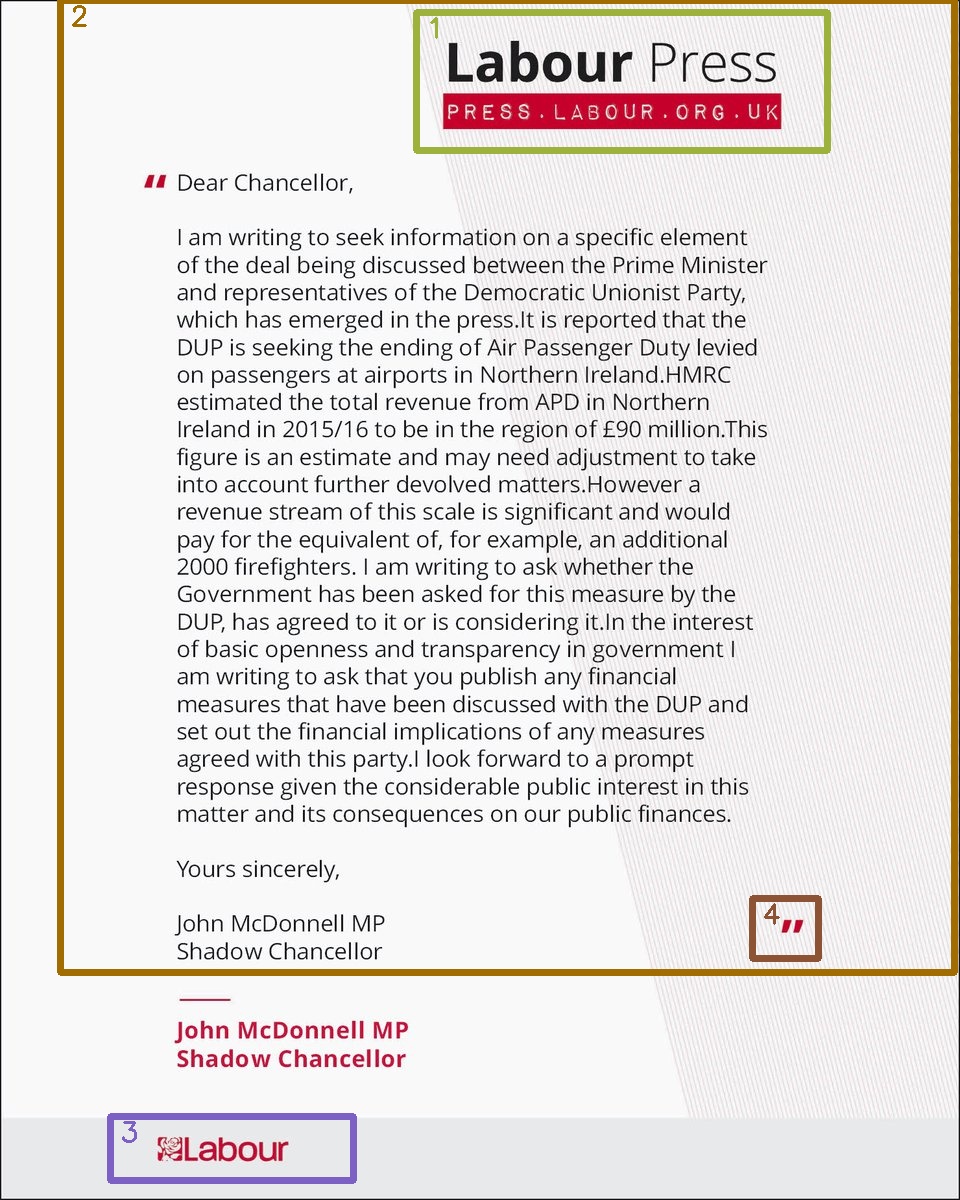 Labour Press
PRESS.LABOUR.ORG.UK
" Dear Chancellor,
I am writing to seek information on a specific element
of the deal being discussed between the Prime Minister
and representatives of the Democratic Unionist Party,
which has emerged in the press.It is reported that the
DUP is seeking the ending of Air Passenger Duty levied
on passengers at airports in Northern Ireland.HMRC
estimated the total revenue from APD in Northern
Ireland in 2015/16 to be in the region of £90 million.This
figure is an estimate and may need adjustment to take
into account further devolved matters.However a
revenue stream of this scale is significant and would
pay for the equivalent of, for example, an additional
2000 firefighters. I am writing to ask whether the
Government has been asked for this measure by the
DUP, has agreed to it or is considering it.In the interest
of basic openness and transparency in government I
am writing to ask that you publish any financial
measures that have been discussed with the DUP and
set out the financial implications of any measures
agreed with this party.I look forward to a prompt
response given the considerable public interest in this
matter and its consequences on our public finances.
Yours sincerely,
John McDonnell MP
Shadow Chancellor "
John McDonnell MP
Shadow Chancellor
Labour
1
2
3
4